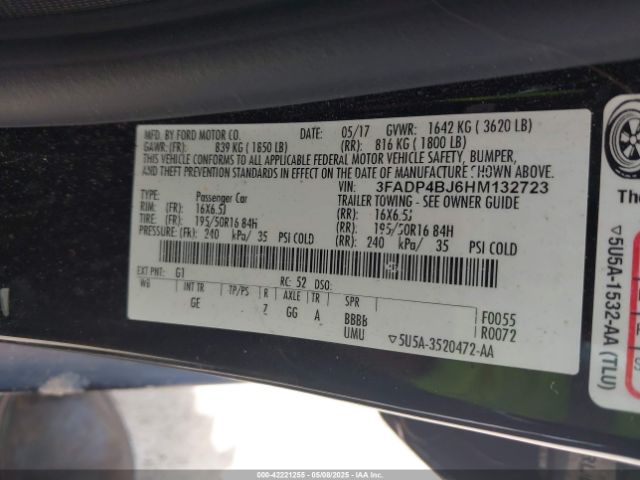 MFD. BY FORD MOTOR CO. DATE: 05/17 GVWR: 1642 KG ( 3620 LB)
GAWR: (FR): 839 KG ( 1850 LB) (RR): 816 KG ( 1800 LB)
THIS VEHICLE CONFORMS TO ALL APPLICABLE FEDERAL MOTOR VEHICLE SAFETY, BUMPER,
AND THEFT PREVENTION STANDARDS IN EFFECT ON THE DATE OF MANUFACTURE SHOWN ABOVE.
VIN: 3FADP4BJ6HM132723
TYPE: Passenger Car TRAILER TOWING - SEE OWNER GUIDE
RIM: (FR): 16X6.5J (RR): 16X6.5J
TIRE: (FR): 195/50R16 84H (RR): 195/50R16 84H
PRESSURE: (FR): 240 kPa/ 35 PSI COLD (RR): 240 kPa/ 35 PSI COLD
EXT PNT: G1 RC: 52 DSO:
WB INT TR TP/PS R AXLE TR SPR
GE Z GG A BBBB F0055
UMU R0072
▽5U5A-3520472-AA
▽5U5A-1532-AA (TLU)
000-42221255 - 05/08/2025 - IAAI.COM